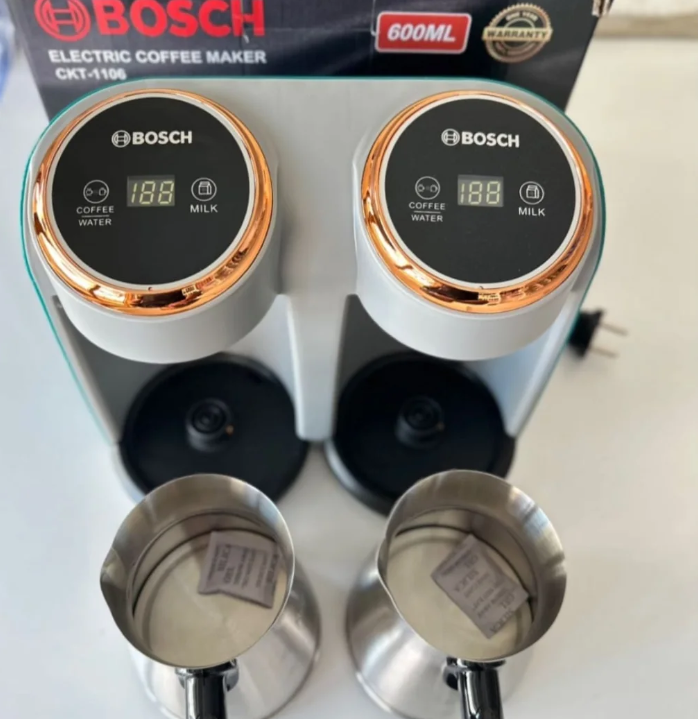 BOSCH
600ML
WARRANTY
ELECTRIC COFFEE MAKER
CKT-1106
BOSCH
188
COFFEE
WATER
MILK
BOSCH
188
COFFEE
WATER
MILK